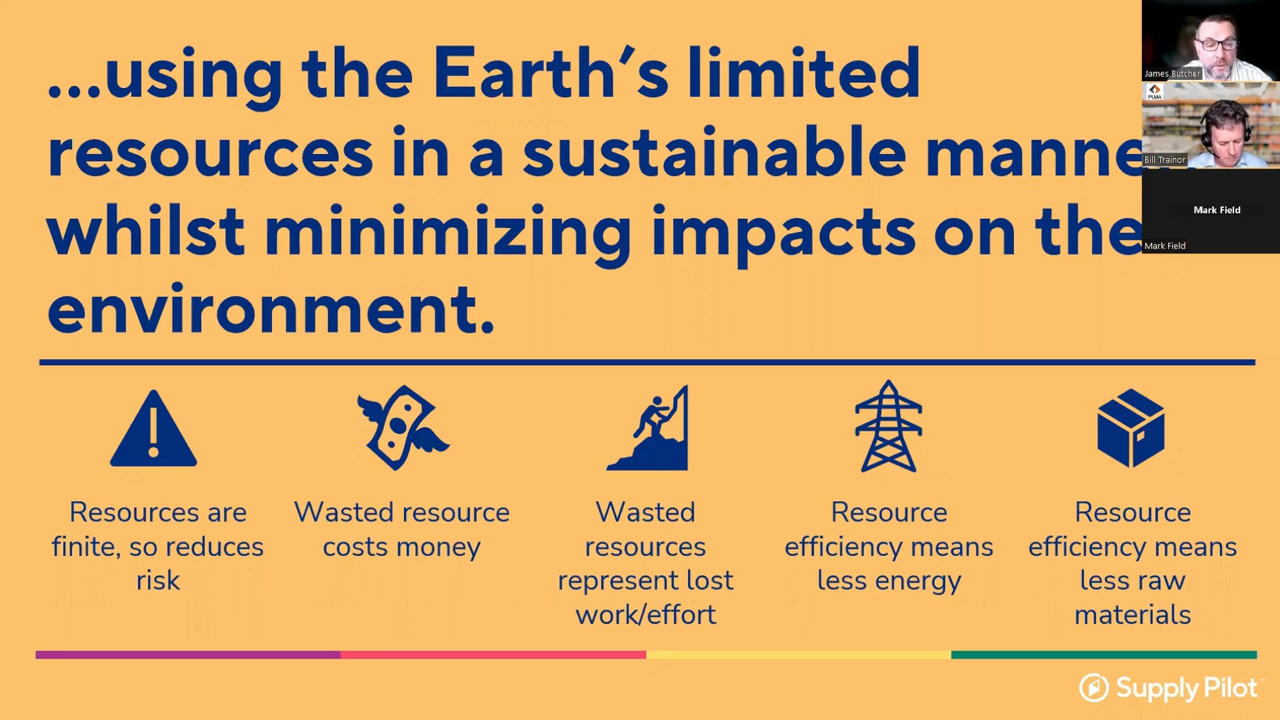 ...using the Earth's limited
resources in a sustainable manne
whilst minimizing impacts on the
environment.
Resources are
finite, so reduces
risk
Wasted resource
costs money
Wasted
resources
represent lost
work/effort
Resource
efficiency means
less energy
Resource
efficiency means
less raw
materials
Supply Pilot
James Butcher
PLMA
Bill Trainor
Mark Field
Mark Field